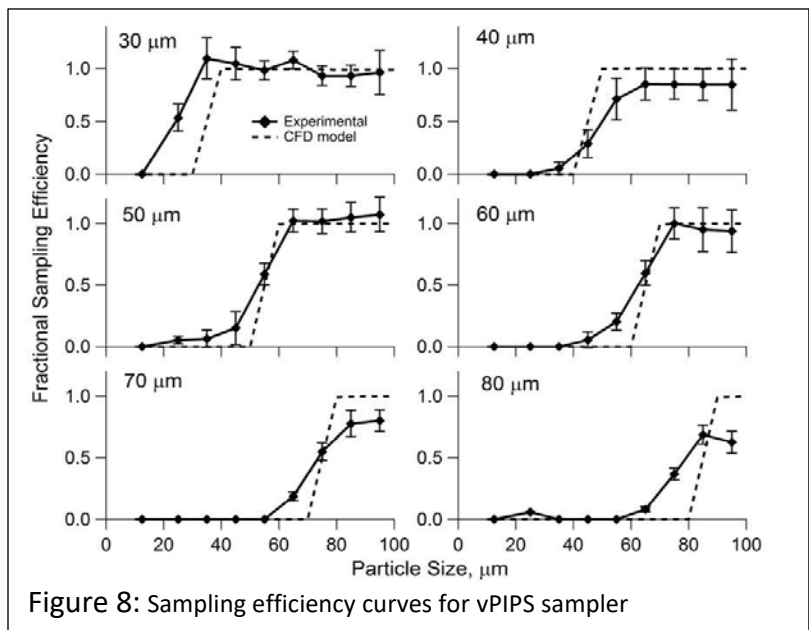 30 μm
40 μm
1.0
0.5
0.0
Experimental
CFD model
1.0
0.5
0.0
50 μm
60 μm
1.0
0.5
0.0
1.0
0.5
0.0
70 μm
80 μm
1.0
0.5
0.0
1.0
0.5
0.0
0 20 40 60 80 100
0 20 40 60 80 100
Fractional Sampling Efficiency
Particle Size, μm
Figure 8: Sampling efficiency curves for vPIPS sampler